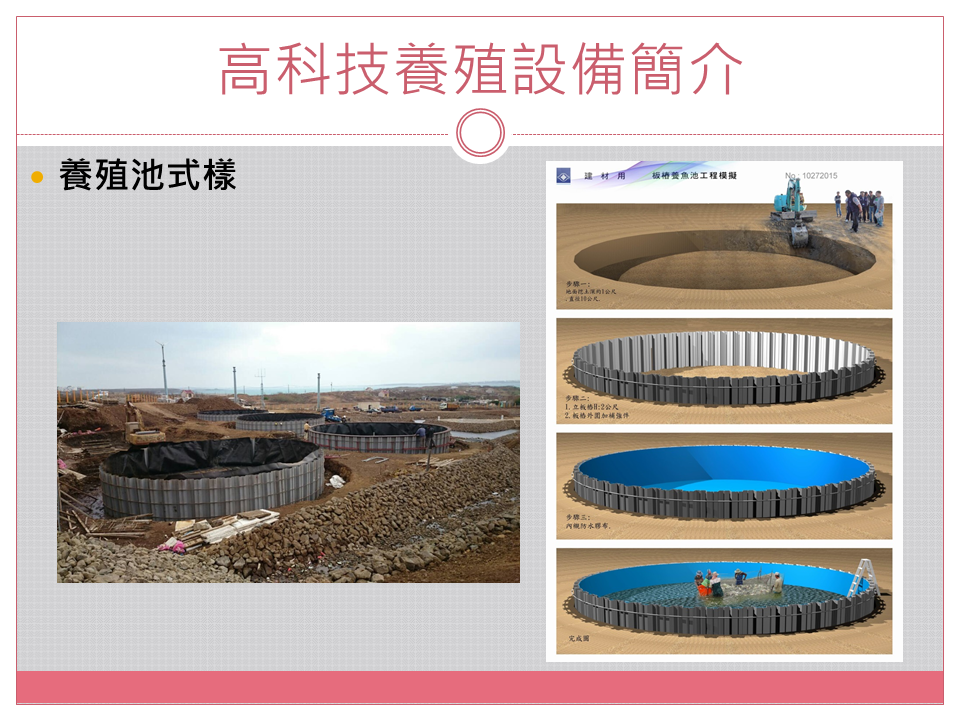 高科技養殖設備簡介
養殖池式樣
建 材 用 板樁養魚池工程模擬 No : 10272015
步驟一:
地面挖土深約1公尺
,直徑10公尺.
步驟二:
1.立板樁H:2公尺
2.板樁外圍加補強件
步驟三:
內襯防水膠布.
完成圖